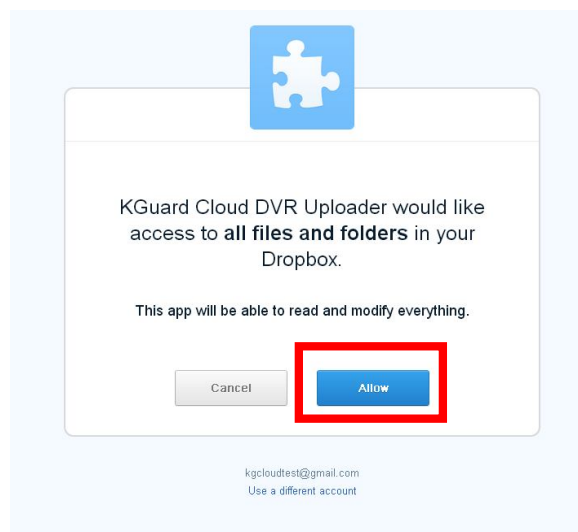 KGuard Cloud DVR Uploader would like
access to all files and folders in your
Dropbox.
This app will be able to read and modify everything.
Cancel
Allow
kgcloudtest@gmail.com
Use a different account